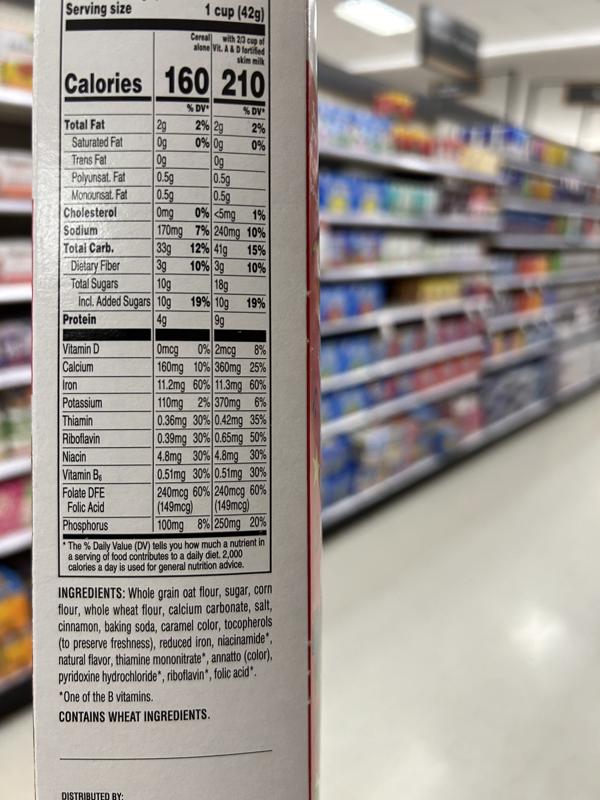 Serving size 1 cup (42g)
Cereal alone with 2/3 cup of Vit. A & D fortified skim milk
Calories 160 210
% DV* % DV*
Total Fat 2g 2% 2g 2%
Saturated Fat 0g 0% 0g 0%
Trans Fat 0g 0g
Polyunsat. Fat 0.5g 0.5g
Monounsat. Fat 0.5g 0.5g
Cholesterol 0mg 0% <5mg 1%
Sodium 170mg 7% 240mg 10%
Total Carb. 33g 12% 41g 15%
Dietary Fiber 3g 10% 3g 10%
Total Sugars 10g 18g
Incl. Added Sugars 10g 19% 10g 19%
Protein 4g 9g
Vitamin D 0mcg 0% 2mcg 8%
Calcium 160mg 10% 360mg 25%
Iron 11.2mg 60% 11.3mg 60%
Potassium 110mg 2% 370mg 6%
Thiamin 0.36mg 30% 0.42mg 35%
Riboflavin 0.39mg 30% 0.65mg 50%
Niacin 4.8mg 30% 4.8mg 30%
Vitamin B₆ 0.51mg 30% 0.51mg 30%
Folate DFE 240mcg 60% 240mcg 60%
Folic Acid (149mcg) (149mcg)
Phosphorus 100mg 8% 250mg 20%
* The % Daily Value (DV) tells you how much a nutrient in
a serving of food contributes to a daily diet. 2,000
calories a day is used for general nutrition advice.
INGREDIENTS: Whole grain oat flour, sugar, corn
flour, whole wheat flour, calcium carbonate, salt,
cinnamon, baking soda, caramel color, tocopherols
(to preserve freshness), reduced iron, niacinamide*,
natural flavor, thiamine mononitrate*, annatto (color),
pyridoxine hydrochloride*, riboflavin*, folic acid*.
*One of the B vitamins.
CONTAINS WHEAT INGREDIENTS.
DISTRIBUTED BY: